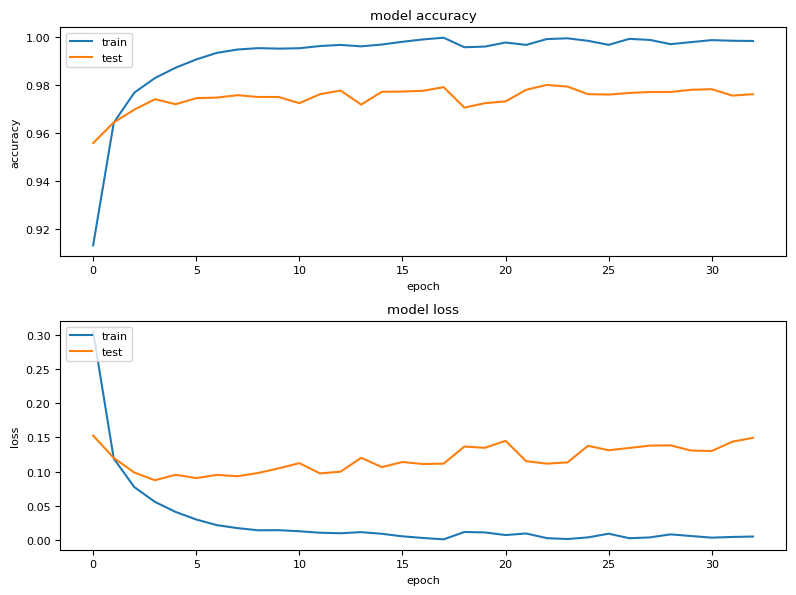 model accuracy
train
test
1.00
0.98
0.96
0.94
0.92
accuracy
0 5 10 15 20 25 30
epoch
model loss
train
test
0.30
0.25
0.20
0.15
0.10
0.05
0.00
loss
0 5 10 15 20 25 30
epoch